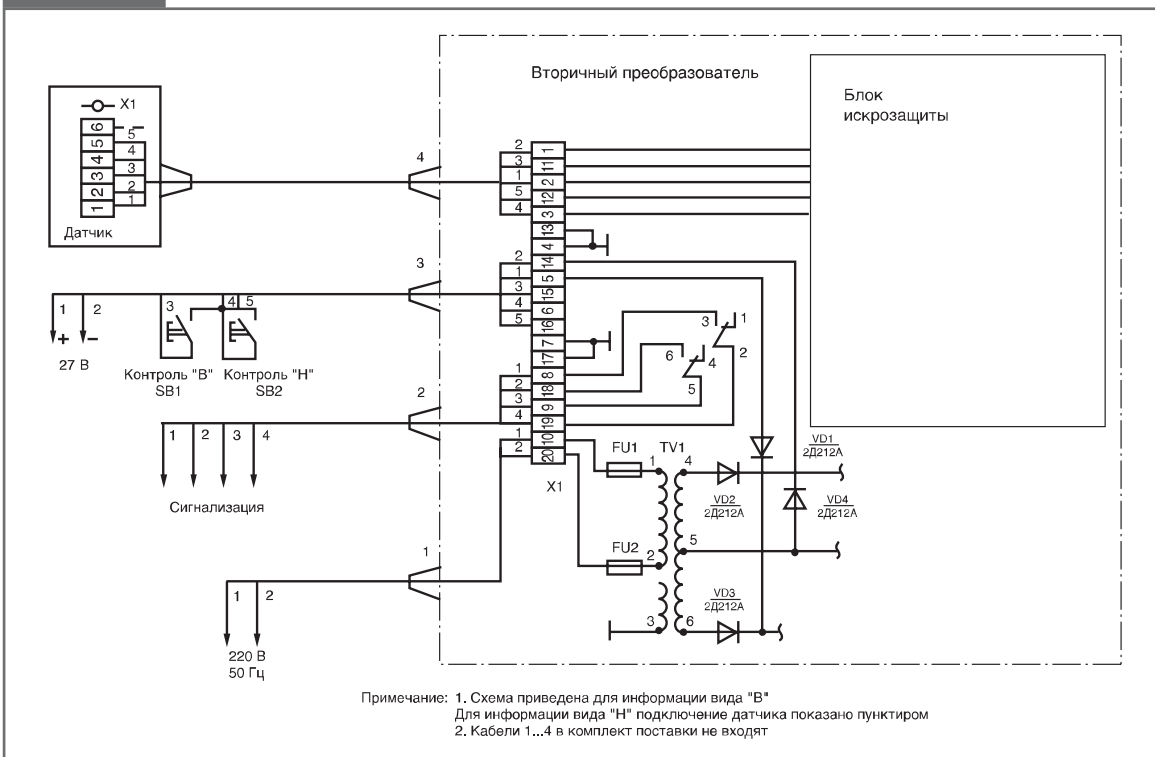 Вторичный преобразователь
Блок
искрозащиты
X1
6
5
4
3
2
1
5
4
3
2
1
Датчик
4
2
3
1
5
4
1
11
2
12
3
13
4
14
5
15
6
16
7
17
8
18
9
19
10
20
X1
3
2
1
3
4
5
1
2
+
–
27 В
3
4
5
Контроль "В"
SB1
Контроль "Н"
SB2
2
1
2
3
4
1
2
1
2
3
4
Сигнализация
3
1
2
6
4
5
FU1
TV1
FU2
1
2
3
4
5
6
VD1
2Д212А
VD2
2Д212А
VD4
2Д212А
VD3
2Д212А
1
1
2
220 В
50 Гц
Примечание: 1. Схема приведена для информации вида "В"
Для информации вида "Н" подключение датчика показано пунктиром
2. Кабели 1...4 в комплект поставки не входят